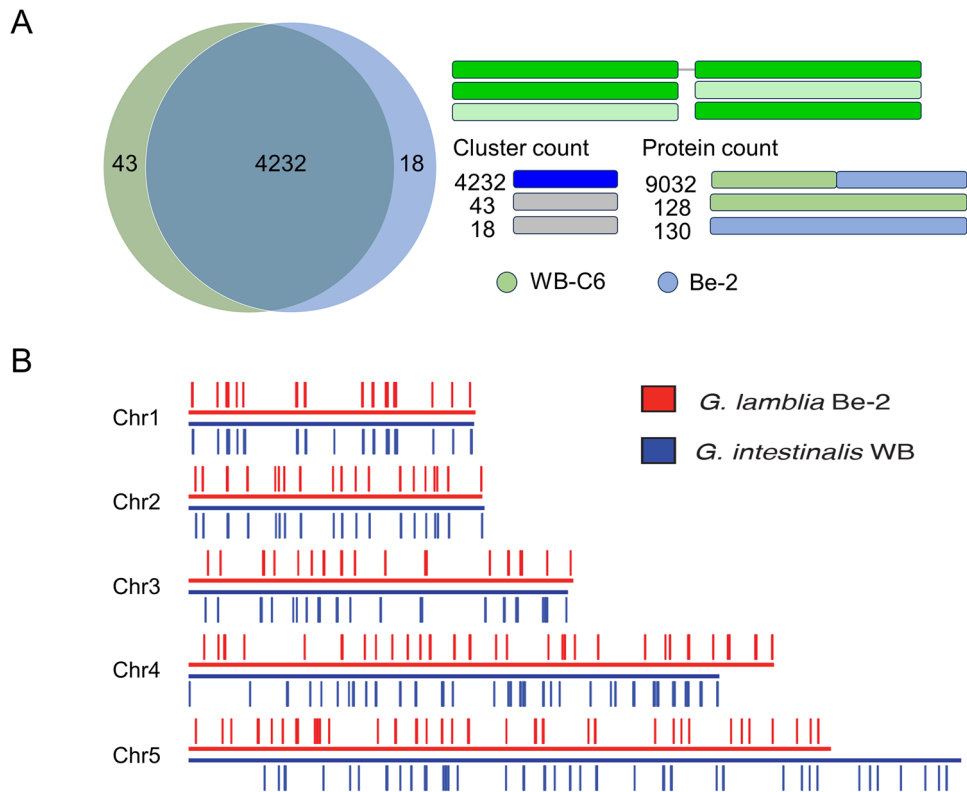 A
43
4232
18
Cluster count
4232
43
18
Protein count
9032
128
130
WB-C6
Be-2
B
G. lamblia Be-2
G. intestinalis WB
Chr1
Chr2
Chr3
Chr4
Chr5